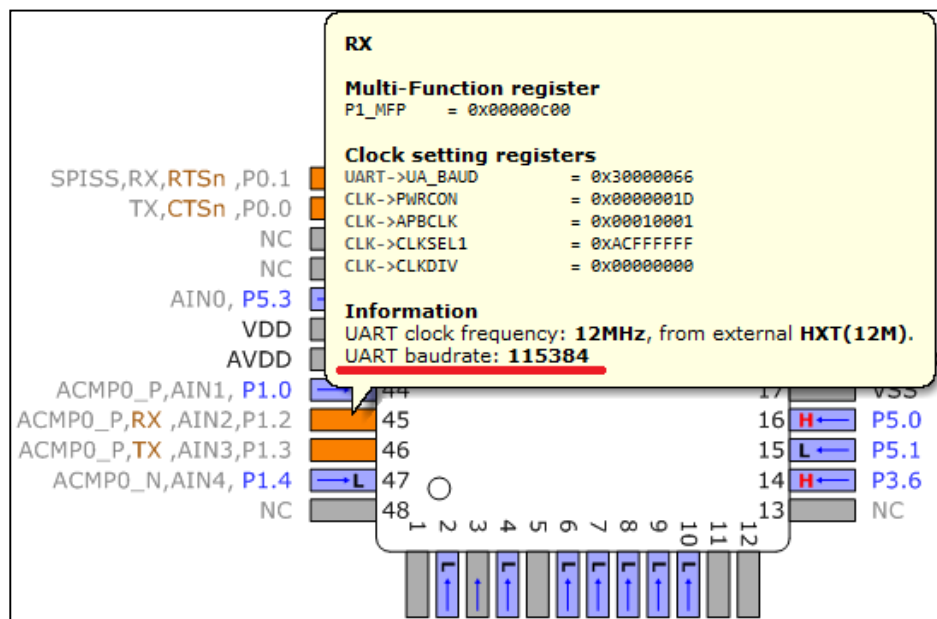 RX
Multi-Function register
P1_MFP = 0x00000c00
Clock setting registers
UART->UA_BAUD = 0x30000066
CLK->PWRCON = 0x0000001D
CLK->APBCLK = 0x00010001
CLK->CLKSEL1 = 0xACFFFFFF
CLK->CLKDIV = 0x00000000
Information
UART clock frequency: 12MHz, from external HXT(12M).
UART baudrate: 115384
SPISS,RX,RTSn ,P0.1
TX,CTSn ,P0.0
NC
NC
AIN0, P5.3
VDD
AVDD
ACMP0_P,AIN1, P1.0 44
ACMP0_P,RX ,AIN2,P1.2 45
ACMP0_P,TX ,AIN3,P1.3 46
ACMP0_N,AIN4, P1.4 L 47
NC 48
17 VSS
16 H P5.0
15 L P5.1
14 H P3.6
13 NC
1 2 3 4 5 6 7 8 9 10 11 12
L L L L L L L